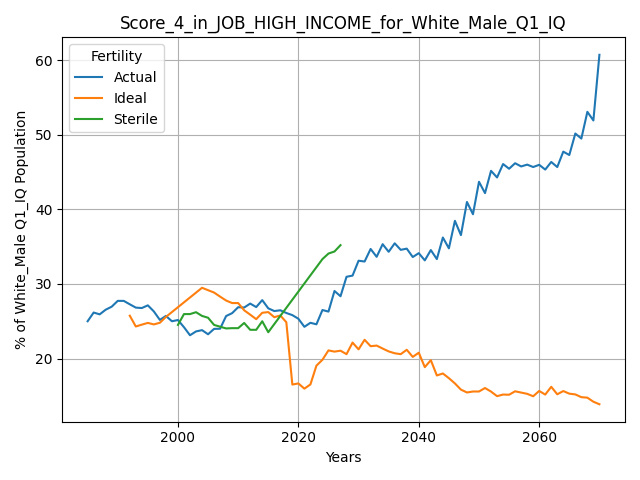 Score_4_in_JOB_HIGH_INCOME_for_White_Male_Q1_IQ
Fertility
Actual
Ideal
Sterile
% of White_Male Q1_IQ Population
60
50
40
30
20
2000
2020
2040
2060
Years